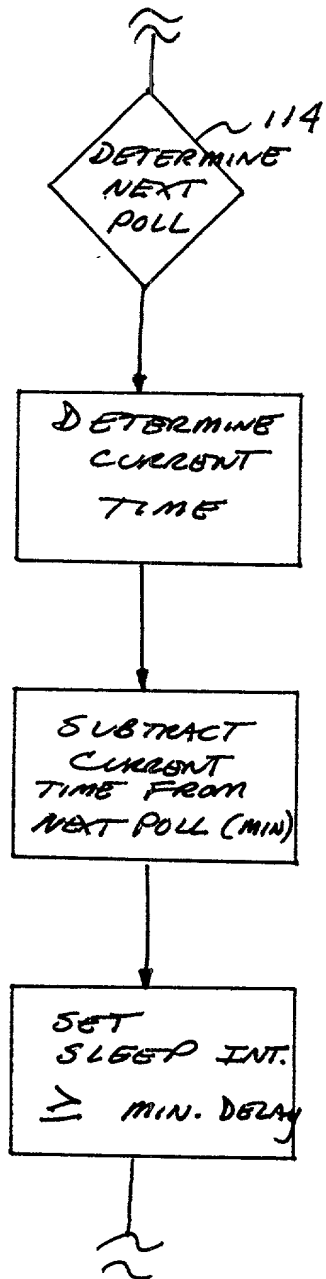 114
DETERMINE
NEXT
POLL
DETERMINE
CURRENT
TIME
SUBTRACT
CURRENT
TIME FROM
NEXT POLL (MIN)
SET
SLEEP INT.
≥ MIN. DELAY